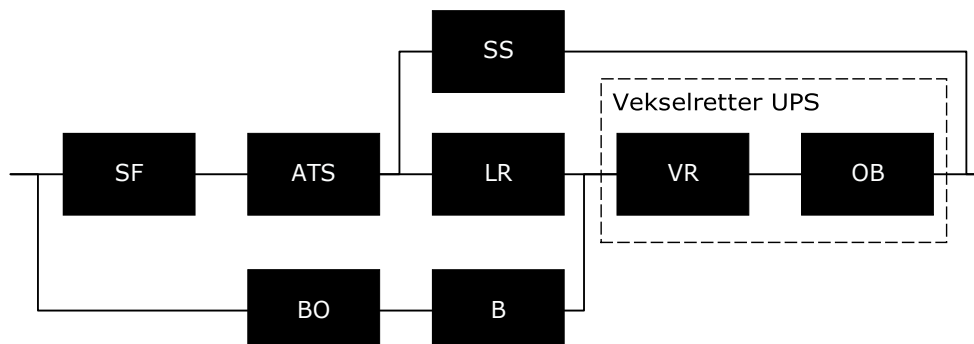 SS
Vekselretter UPS
SF
ATS
LR
VR
OB
BO
B